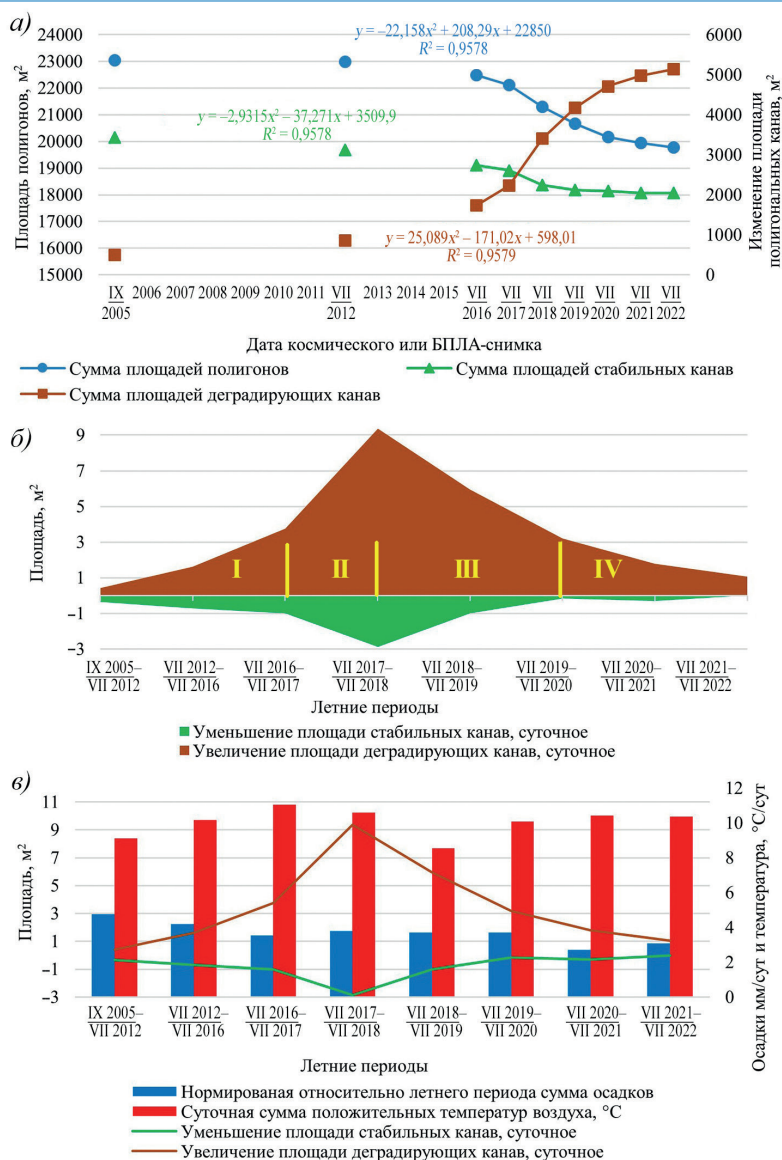 а)
y = –22,158x² + 208,29x + 22850
R² = 0,9578
y = –2,9315x² – 37,271x + 3509,9
R² = 0,9578
y = 25,089x² – 171,02x + 598,01
R² = 0,9579
Площадь полигонов, м²
24000
23000
22000
21000
20000
19000
18000
17000
16000
15000
Изменение площади
полигональных канав, м²
6000
5000
4000
3000
2000
1000
0
IX 2006 2007 2008 2009 2010 2011 VII 2013 2014 2015 VII VII VII VII VII VII VII
2005 2012 2016 2017 2018 2019 2020 2021 2022
Дата космического или БПЛА-снимка
Сумма площадей полигонов
Сумма площадей стабильных канав
Сумма площадей деградирующих канав
б)
Площадь, м²
9
7
5
3
1
–1
–3
I II III IV
IX 2005– VII 2012– VII 2016– VII 2017– VII 2018– VII 2019– VII 2020– VII 2021–
VII 2012 VII 2016 VII 2017 VII 2018 VII 2019 VII 2020 VII 2021 VII 2022
Летние периоды
Уменьшение площади стабильных канав, суточное
Увеличение площади деградирующих канав, суточное
в)
Площадь, м²
11
9
7
5
3
1
–1
–3
Осадки мм/сут и температура, °С/сут
12
10
8
6
4
2
0
IX 2005– VII 2012– VII 2016– VII 2017– VII 2018– VII 2019– VII 2020– VII 2021–
VII 2012 VII 2016 VII 2017 VII 2018 VII 2019 VII 2020 VII 2021 VII 2022
Летние периоды
Нормированая относительно летнего периода сумма осадков
Суточная сумма положительных температур воздуха, °С
Уменьшение площади стабильных канав, суточное
Увеличение площади деградирующих канав, суточное